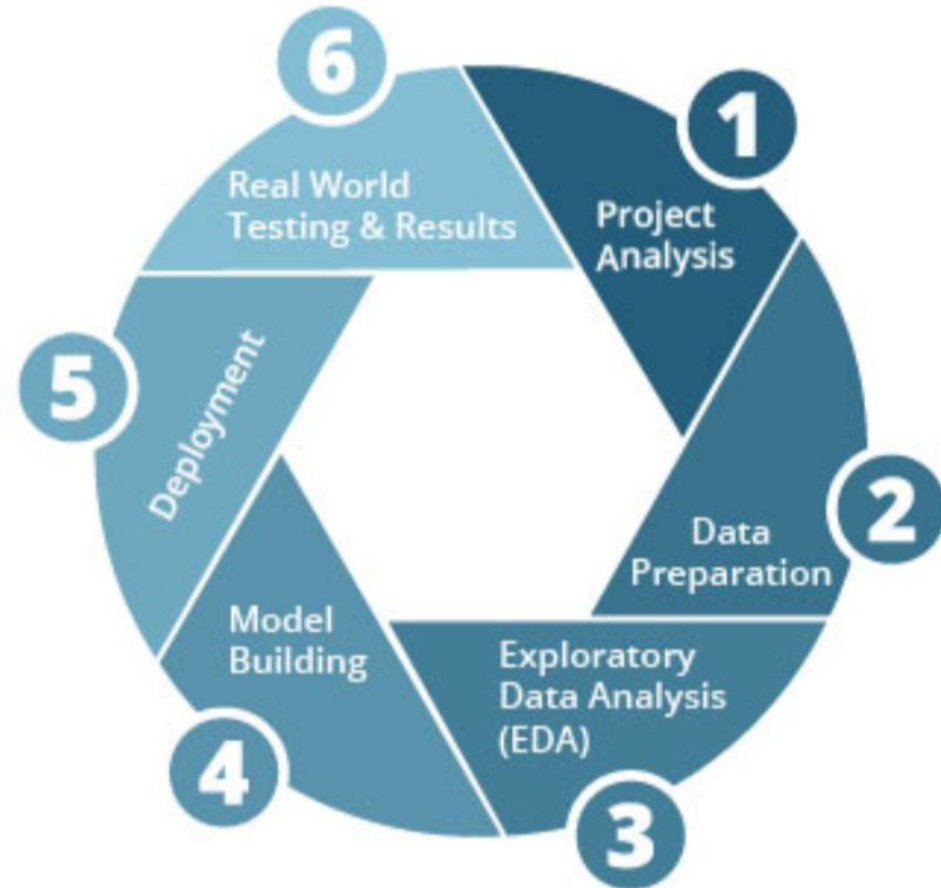 1
Project
Analysis
2
Data
Preparation
3
Exploratory
Data Analysis
(EDA)
4
Model
Building
5
Deployment
6
Real World
Testing & Results